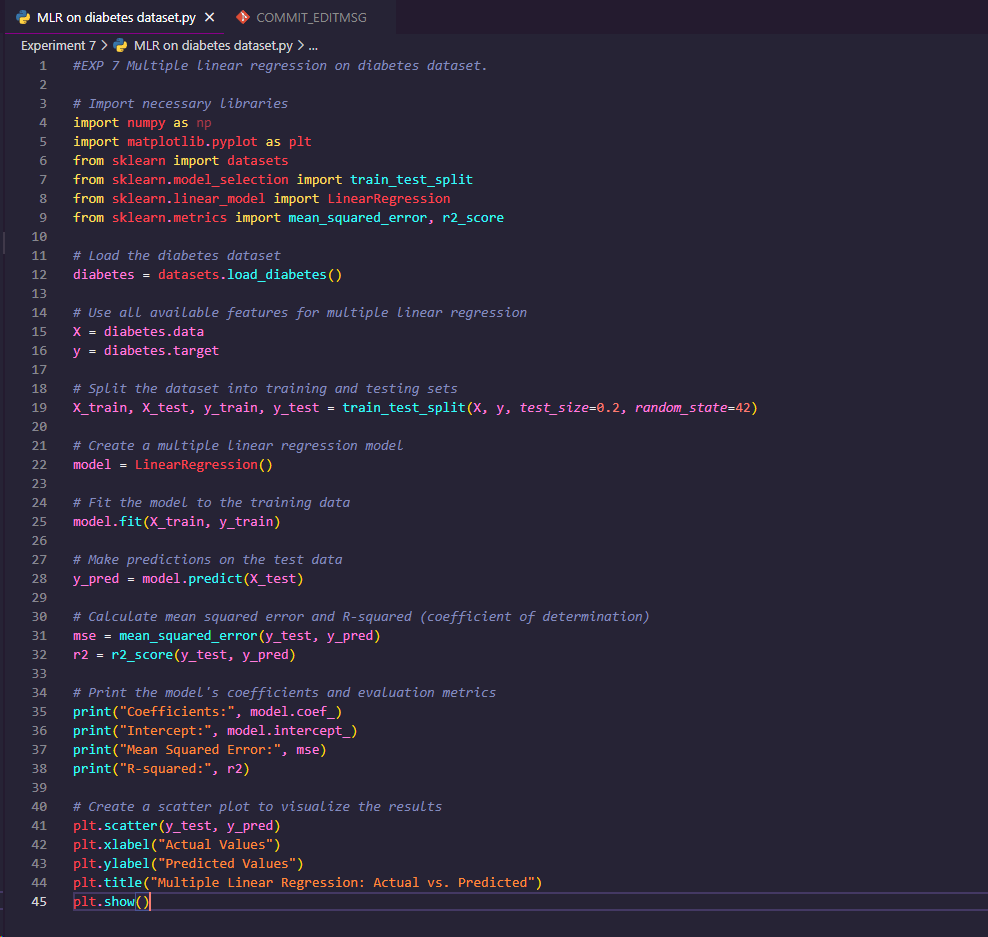 MLR on diabetes dataset.py × COMMIT_EDITMSG
Experiment 7 > MLR on diabetes dataset.py > ...
1 #EXP 7 Multiple linear regression on diabetes dataset.
2
3 # Import necessary libraries
4 import numpy as np
5 import matplotlib.pyplot as plt
6 from sklearn import datasets
7 from sklearn.model_selection import train_test_split
8 from sklearn.linear_model import LinearRegression
9 from sklearn.metrics import mean_squared_error, r2_score
10
11 # Load the diabetes dataset
12 diabetes = datasets.load_diabetes()
13
14 # Use all available features for multiple linear regression
15 X = diabetes.data
16 y = diabetes.target
17
18 # Split the dataset into training and testing sets
19 X_train, X_test, y_train, y_test = train_test_split(X, y, test_size=0.2, random_state=42)
20
21 # Create a multiple linear regression model
22 model = LinearRegression()
23
24 # Fit the model to the training data
25 model.fit(X_train, y_train)
26
27 # Make predictions on the test data
28 y_pred = model.predict(X_test)
29
30 # Calculate mean squared error and R-squared (coefficient of determination)
31 mse = mean_squared_error(y_test, y_pred)
32 r2 = r2_score(y_test, y_pred)
33
34 # Print the model's coefficients and evaluation metrics
35 print("Coefficients:", model.coef_)
36 print("Intercept:", model.intercept_)
37 print("Mean Squared Error:", mse)
38 print("R-squared:", r2)
39
40 # Create a scatter plot to visualize the results
41 plt.scatter(y_test, y_pred)
42 plt.xlabel("Actual Values")
43 plt.ylabel("Predicted Values")
44 plt.title("Multiple Linear Regression: Actual vs. Predicted")
45 plt.show()